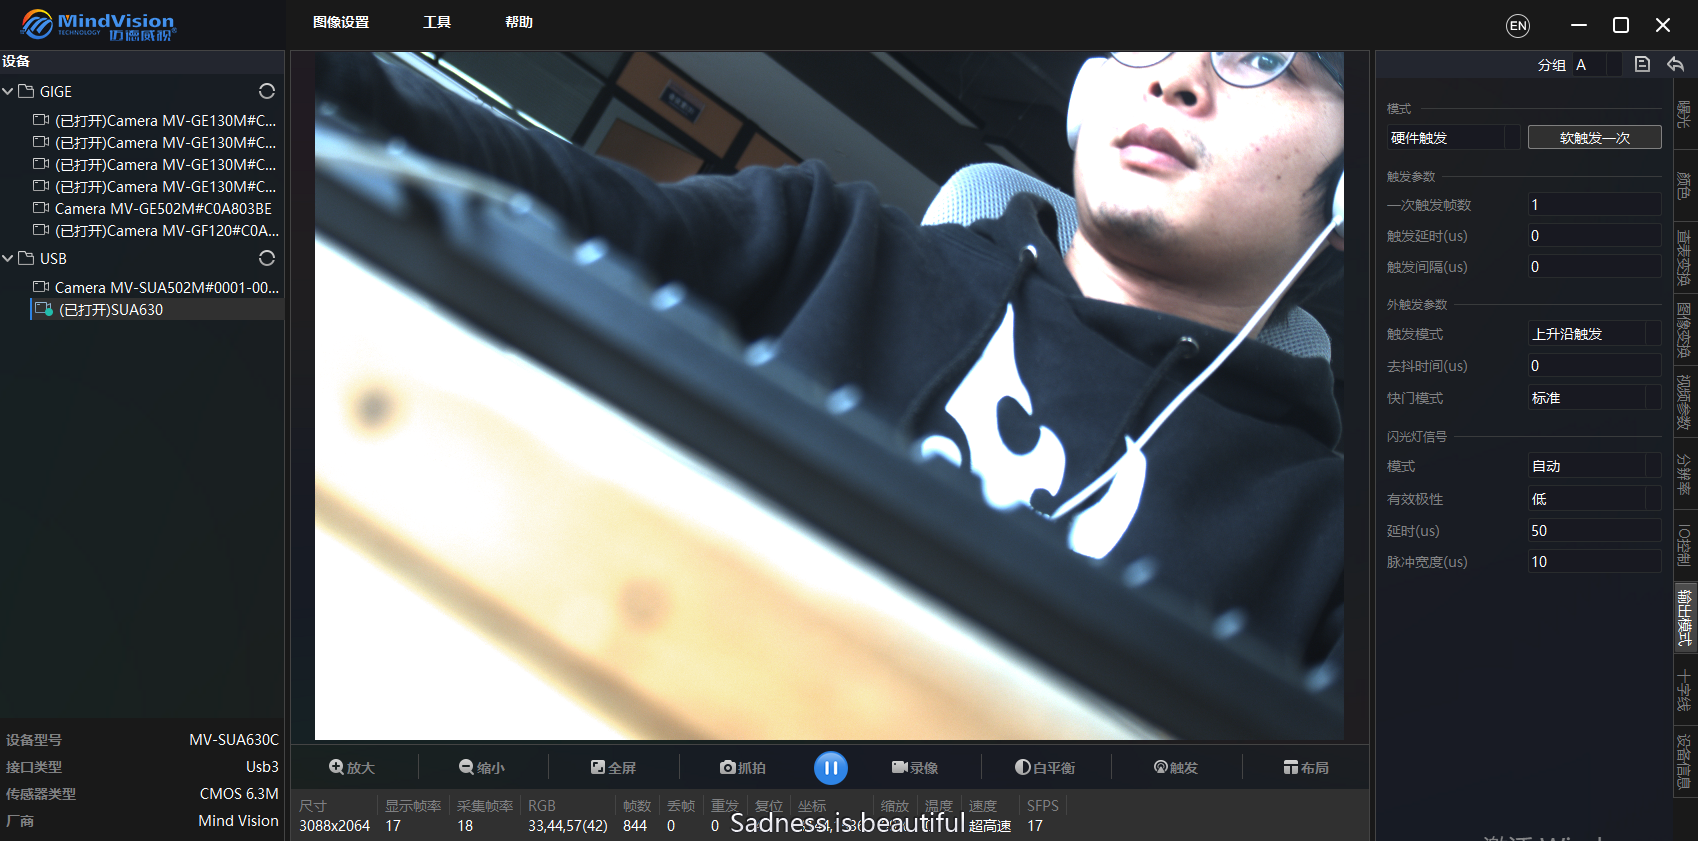 MindVision
TECHNOLOGY 迈德威视
图像设置 工具 帮助
EN
设备
GIGE
(已打开)Camera MV-GE130M#C...
(已打开)Camera MV-GE130M#C...
(已打开)Camera MV-GE130M#C...
(已打开)Camera MV-GE130M#C...
Camera MV-GE502M#C0A803BE
(已打开)Camera MV-GF120#C0A...
USB
Camera MV-SUA502M#0001-00...
(已打开)SUA630
设备型号 MV-SUA630C
接口类型 Usb3
传感器类型 CMOS 6.3M
厂商 Mind Vision
放大 缩小 全屏 抓拍 录像 白平衡 触发 布局
尺寸 显示帧率 采集帧率 RGB 帧数 丢帧 重发 复位 坐标 缩放 温度 速度 SFPS
3088x2064 17 18 33,44,57(42) 844 0 0 超高速 17
Sadness is beautiful
分组 A
模式
硬件触发 软触发一次
触发参数
一次触发帧数 1
触发延时(us) 0
触发间隔(us) 0
外触发参数
触发模式 上升沿触发
去抖时间(us) 0
快门模式 标准
闪光灯信号
模式 自动
有效极性 低
延时(us) 50
脉冲宽度(us) 10
曝光
颜色
查表变换
图像变换
视频参数
分辨率
IO控制
输出模式
十字线
设备信息